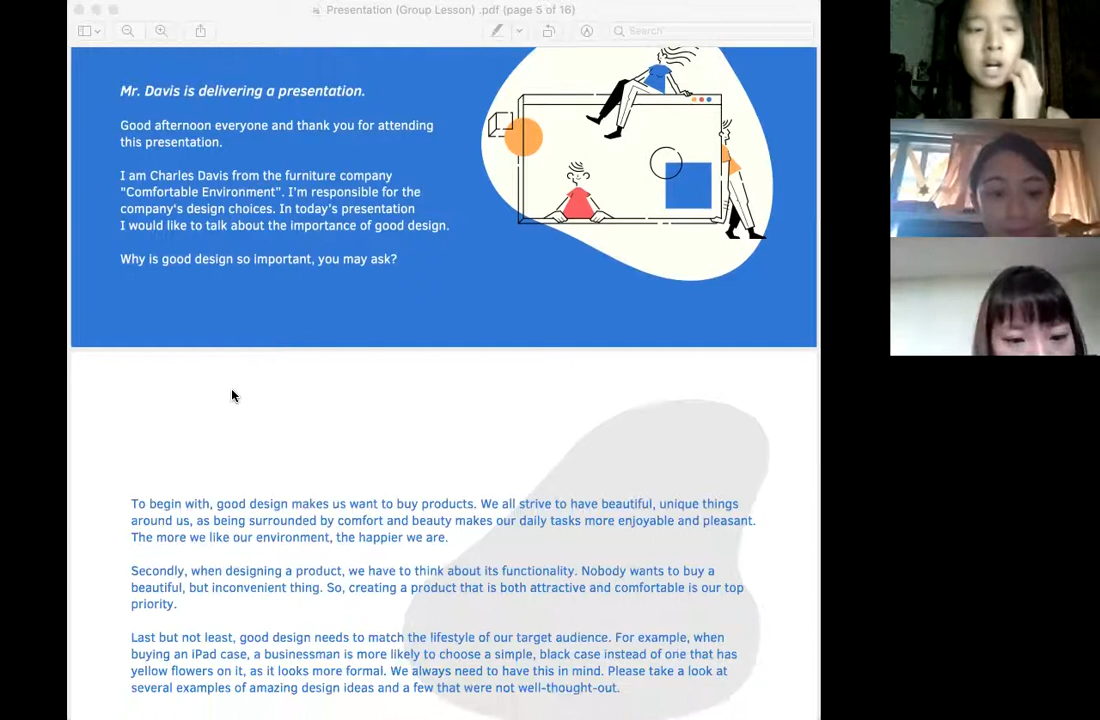 Presentation (Group Lesson) .pdf (page 5 of 16)
Search
Mr. Davis is delivering a presentation.
Good afternoon everyone and thank you for attending
this presentation.
I am Charles Davis from the furniture company
"Comfortable Environment". I'm responsible for the
company's design choices. In today's presentation
I would like to talk about the importance of good design.
Why is good design so important, you may ask?
To begin with, good design makes us want to buy products. We all strive to have beautiful, unique things
around us, as being surrounded by comfort and beauty makes our daily tasks more enjoyable and pleasant.
The more we like our environment, the happier we are.
Secondly, when designing a product, we have to think about its functionality. Nobody wants to buy a
beautiful, but inconvenient thing. So, creating a product that is both attractive and comfortable is our top
priority.
Last but not least, good design needs to match the lifestyle of our target audience. For example, when
buying an iPad case, a businessman is more likely to choose a simple, black case instead of one that has
yellow flowers on it, as it looks more formal. We always need to have this in mind. Please take a look at
several examples of amazing design ideas and a few that were not well-thought-out.